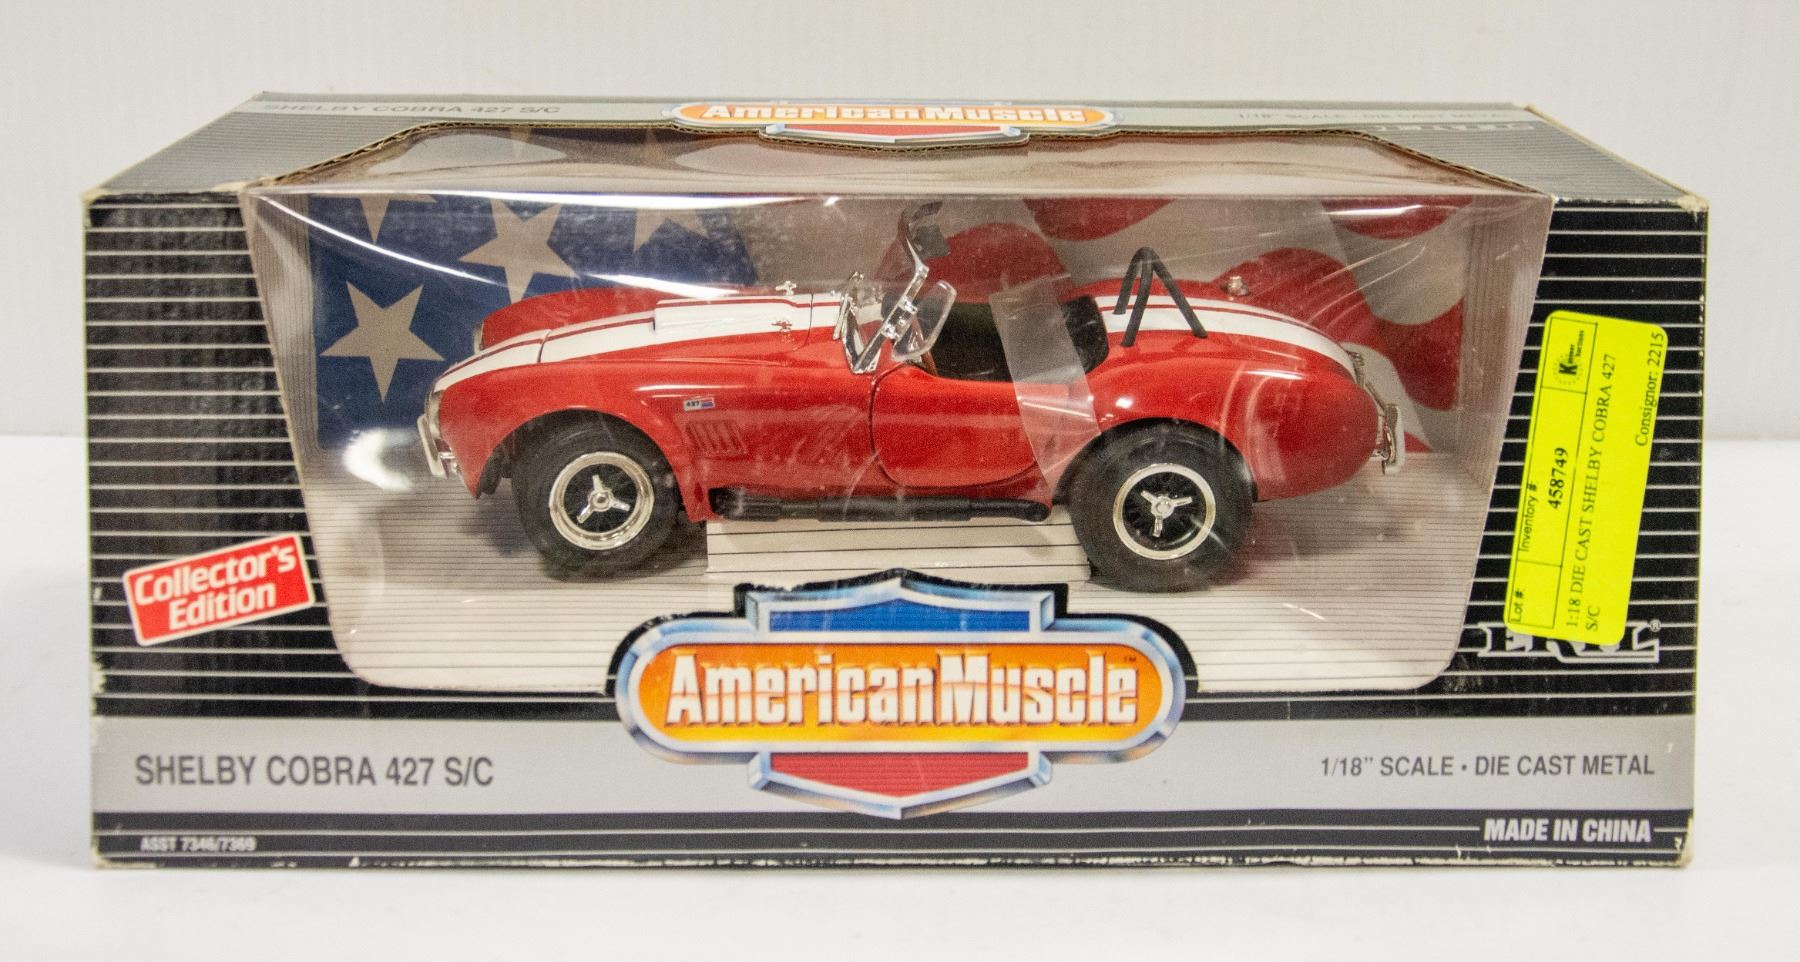 SHELBY COBRA 427 S/C
AmericanMuscle
1/18" SCALE • DIE CAST METAL
427
Collector's
Edition
Lot #
Inventory #
458749
1:18 DIE CAST SHELBY COBRA 427
S/C
Consignor: 2215
AmericanMuscle™
SHELBY COBRA 427 S/C
1/18" SCALE • DIE CAST METAL
ASST 7346/7369
MADE IN CHINA